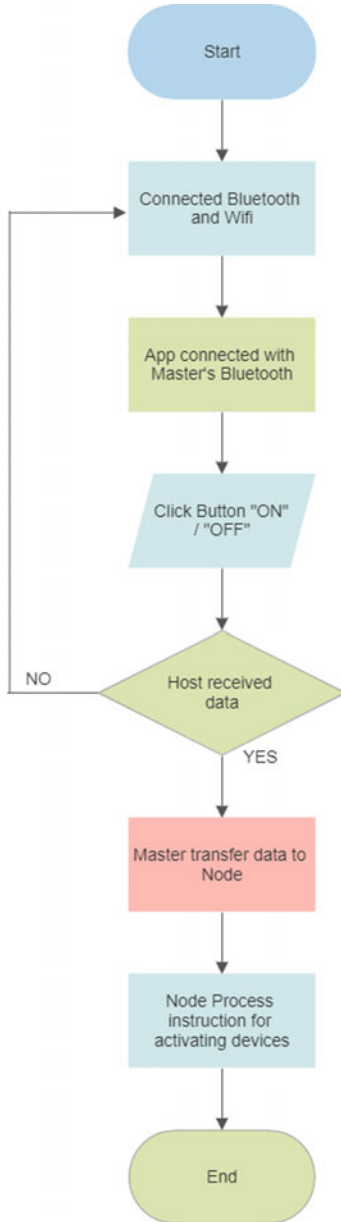 Start
Connected Bluetooth
and Wifi
App connected with
Master's Bluetooth
Click Button "ON"
/ "OFF"
Host received
data
NO
YES
Master transfer data to
Node
Node Process
instruction for
activating devices
End